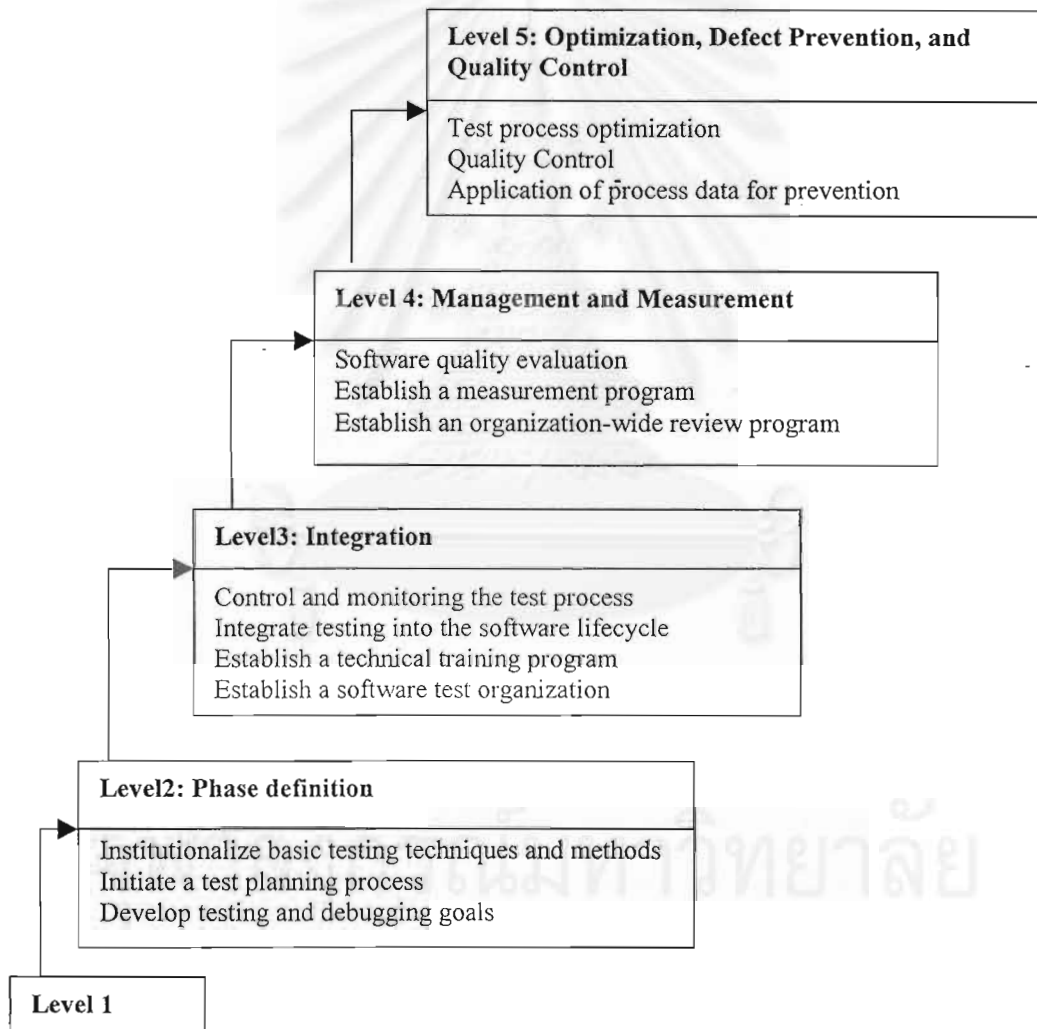 Level 5: Optimization, Defect Prevention, and
Quality Control
Test process optimization
Quality Control
Application of process data for prevention
Level 4: Management and Measurement
Software quality evaluation
Establish a measurement program
Establish an organization-wide review program
Level3: Integration
Control and monitoring the test process
Integrate testing into the software lifecycle
Establish a technical training program
Establish a software test organization
Level2: Phase definition
Institutionalize basic testing techniques and methods
Initiate a test planning process
Develop testing and debugging goals
Level 1